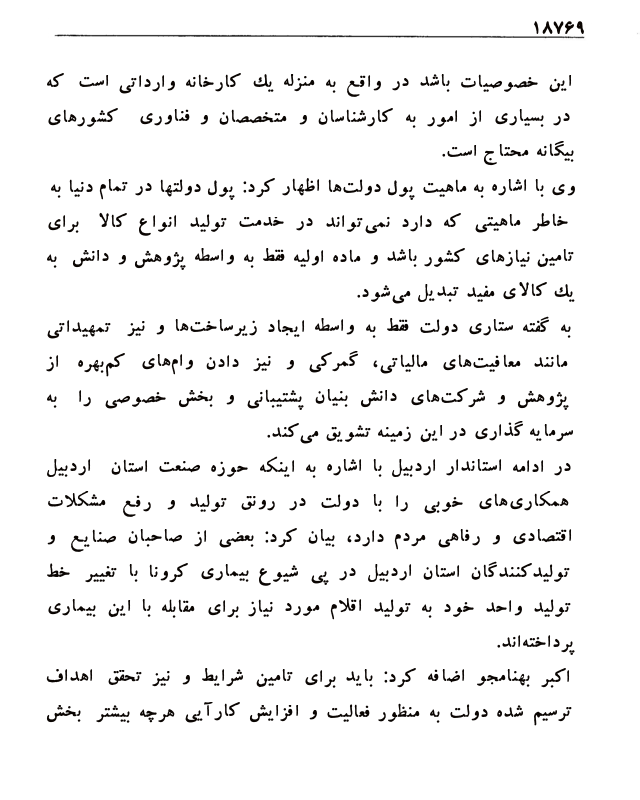 ۱۸۷۶۹
این خصوصیات باشد در واقع به منزله یك کارخانه وارداتی است که
در بسیاری از امور به کارشناسان و متخصصان و فناوری کشورهای
بیگانه محتاج است.
وی با اشاره به ماهیت پول دولت‌ها اظهار کرد: پول دولتها در تمام دنیا به
خاطر ماهیتی که دارد نمی‌تواند در خدمت تولید انواع کالا برای
تامین نیازهای کشور باشد و ماده اولیه فقط به واسطه پژوهش و دانش به
یك کالای مفید تبدیل می‌شود.
به گفته ستاری دولت فقط به واسطه ایجاد زیرساخت‌ها و نیز تمهیداتی
مانند معافیت‌های مالیاتی، گمرکی و نیز دادن وام‌های کم‌بهره از
پژوهش و شرکت‌های دانش بنیان پشتیبانی و بخش خصوصی را به
سرمایه گذاری در این زمینه تشویق می‌کند.
در ادامه استاندار اردبیل با اشاره به اینکه حوزه صنعت استان اردبیل
همکاری‌های خوبی را با دولت در رونق تولید و رفع مشکلات
اقتصادی و رفاهی مردم دارد، بیان کرد: بعضی از صاحبان صنایع و
تولیدکنندگان استان اردبیل در پی شیوع بیماری کرونا با تغییر خط
تولید واحد خود به تولید اقلام مورد نیاز برای مقابله با این بیماری
پرداخته‌اند.
اکبر بهنامجو اضافه کرد: باید برای تامین شرایط و نیز تحقق اهداف
ترسیم شده دولت به منظور فعالیت و افزایش کارآیی هرچه بیشتر بخش